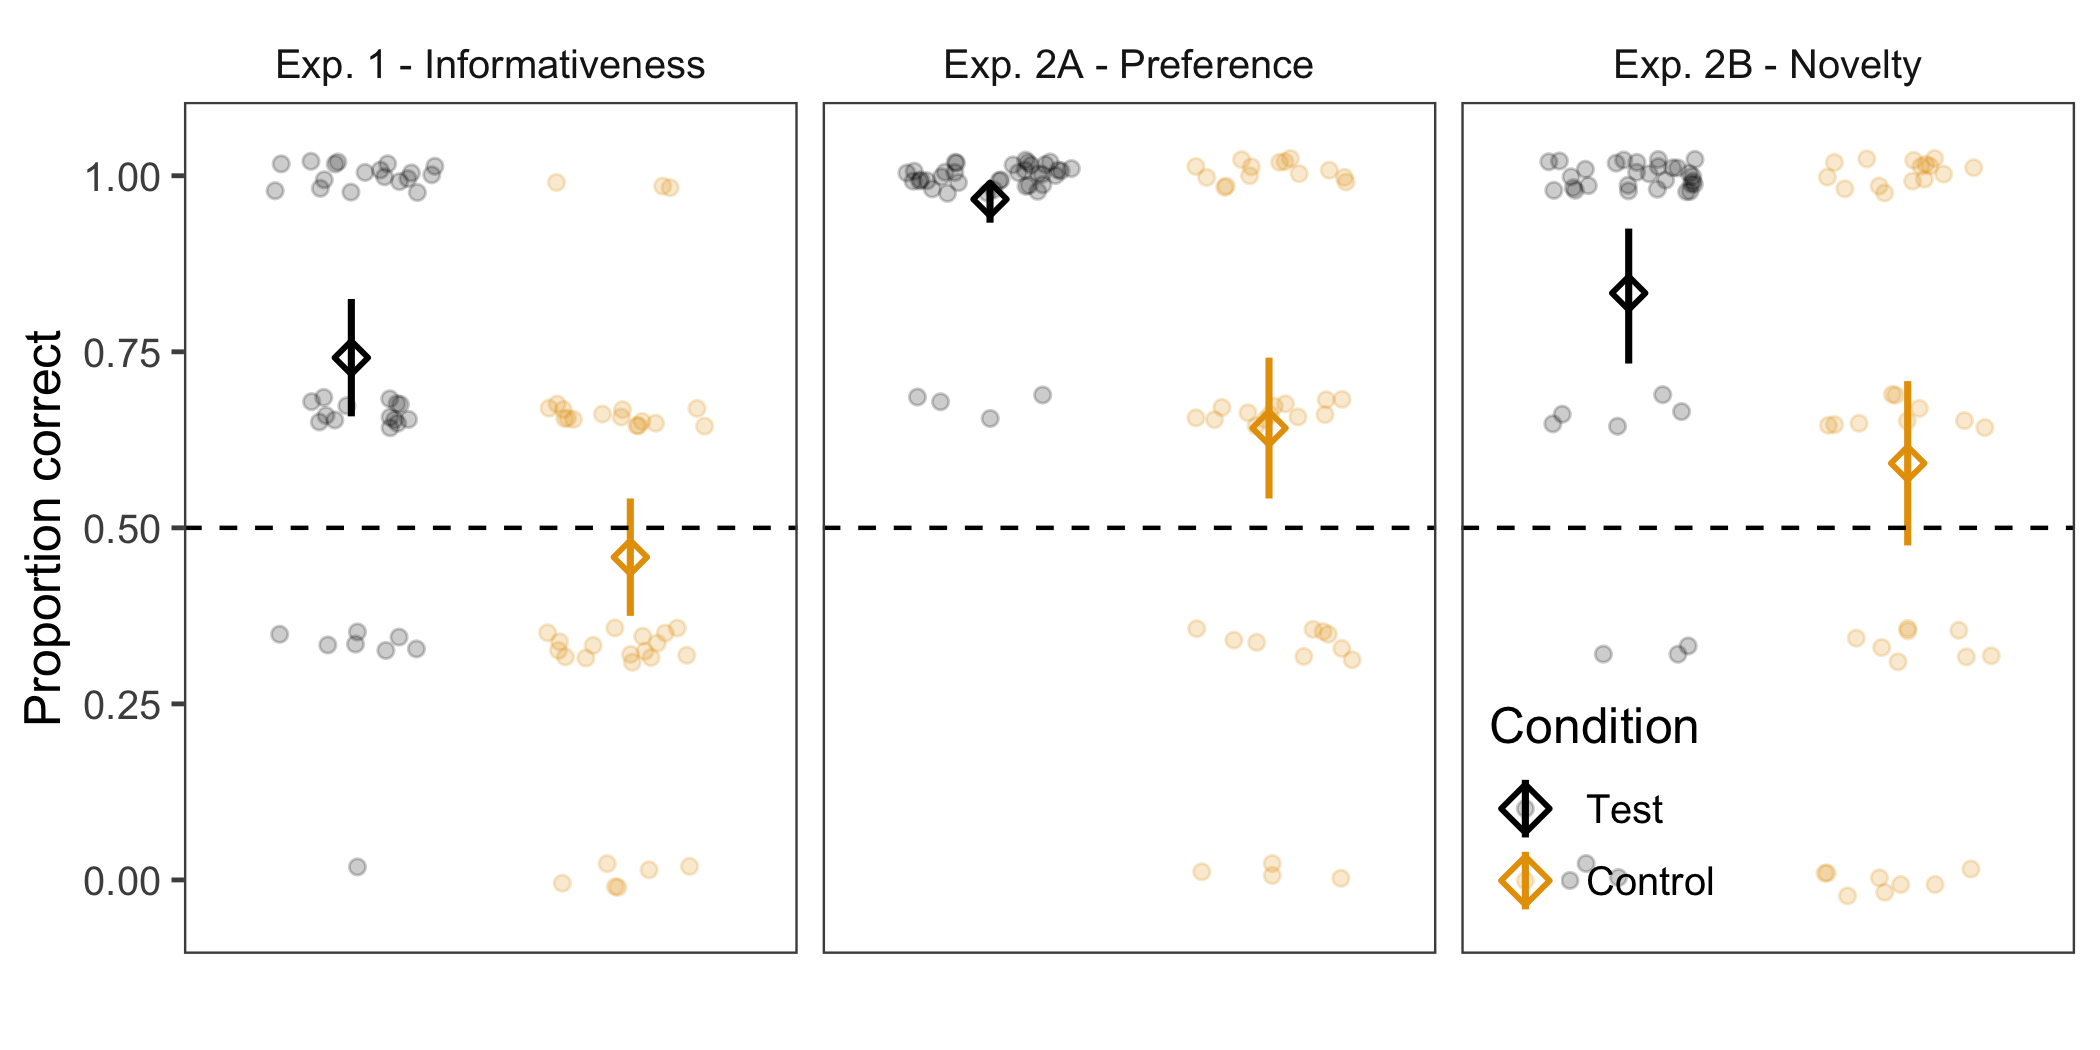 Exp. 1 - Informativeness
Exp. 2A - Preference
Exp. 2B - Novelty
Proportion correct
1.00
0.75
0.50
0.25
0.00
Condition
Test
Control